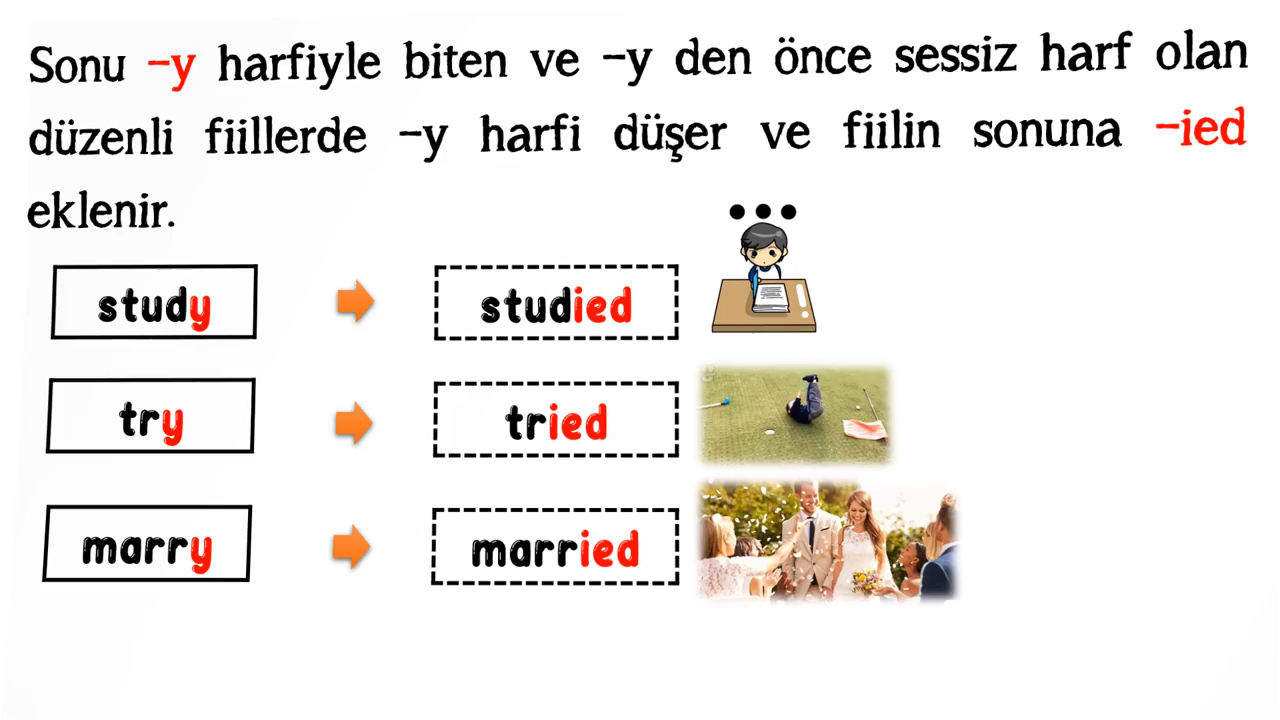 Sonu -y harfiyle biten ve -y den önce sessiz harf olan
düzenli fiillerde -y harfi düşer ve fiilin sonuna -ied
eklenir.
study
studied
try
tried
marry
married